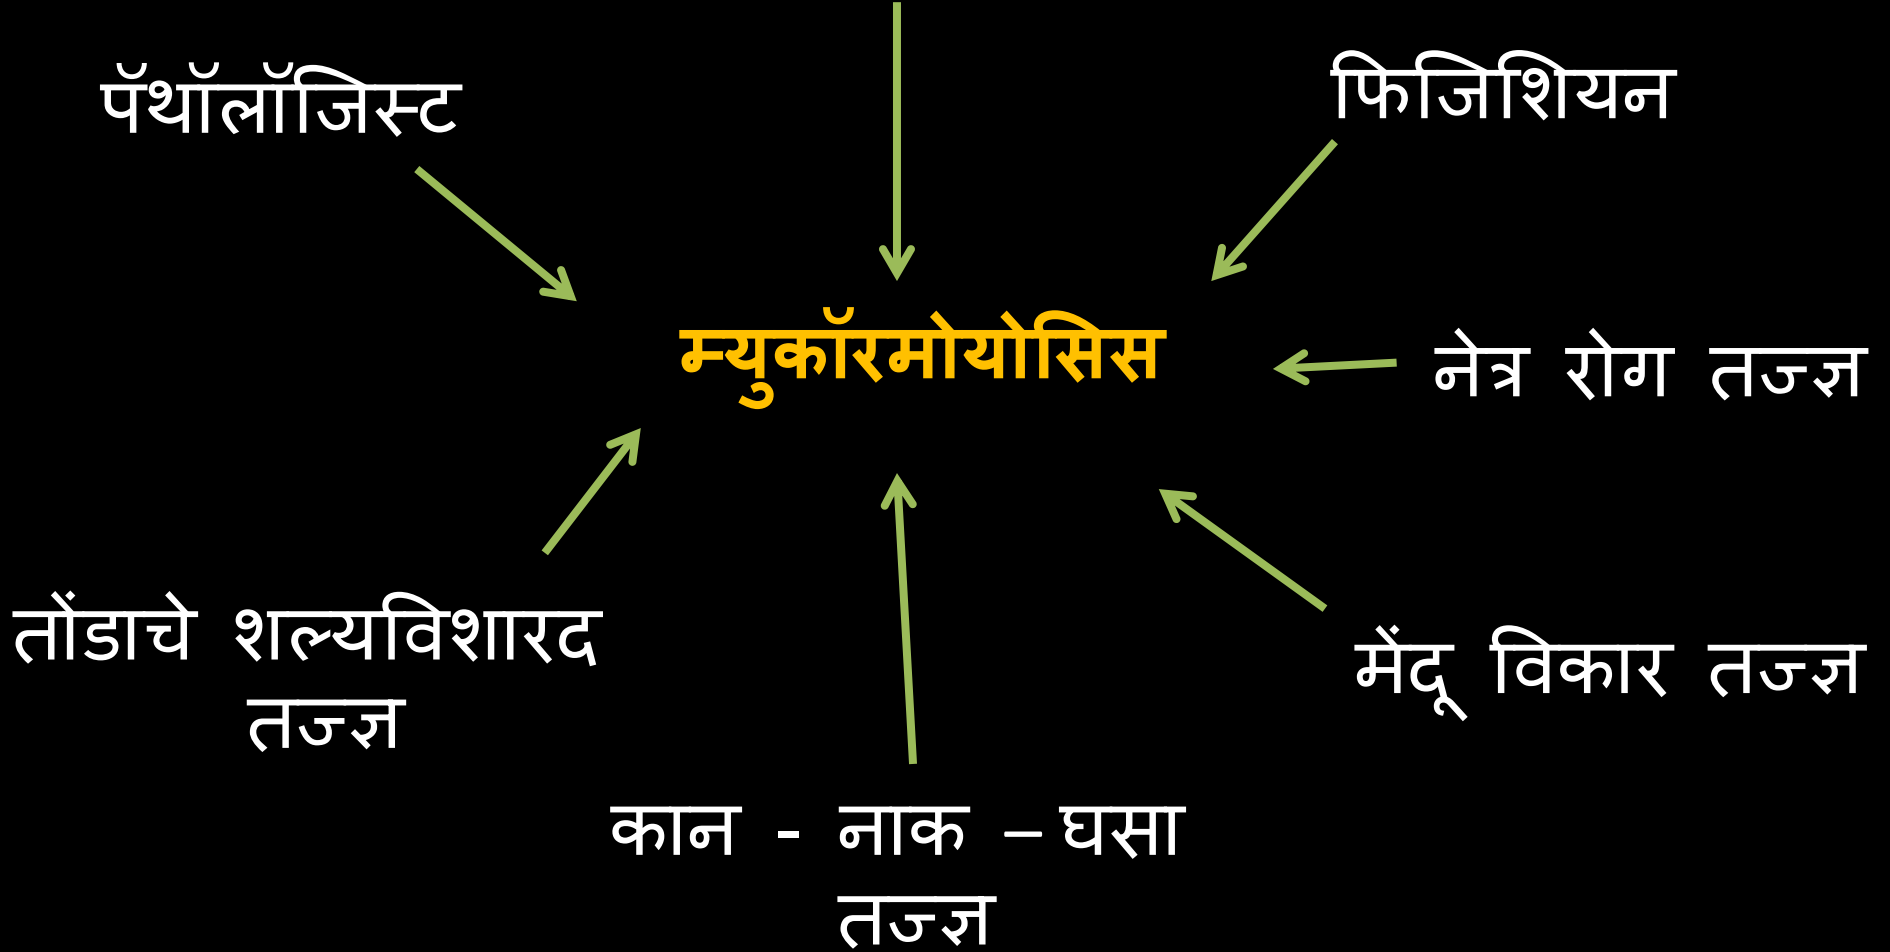 पॅथॉलॉजिस्ट
फिजिशियन
म्युकॉरमोयोसिस
नेत्र रोग तज्ज्ञ
तोंडाचे शल्यविशारद
तज्ज्ञ
मेंदू विकार तज्ज्ञ
कान - नाक – घसा
तज्ज्ञ